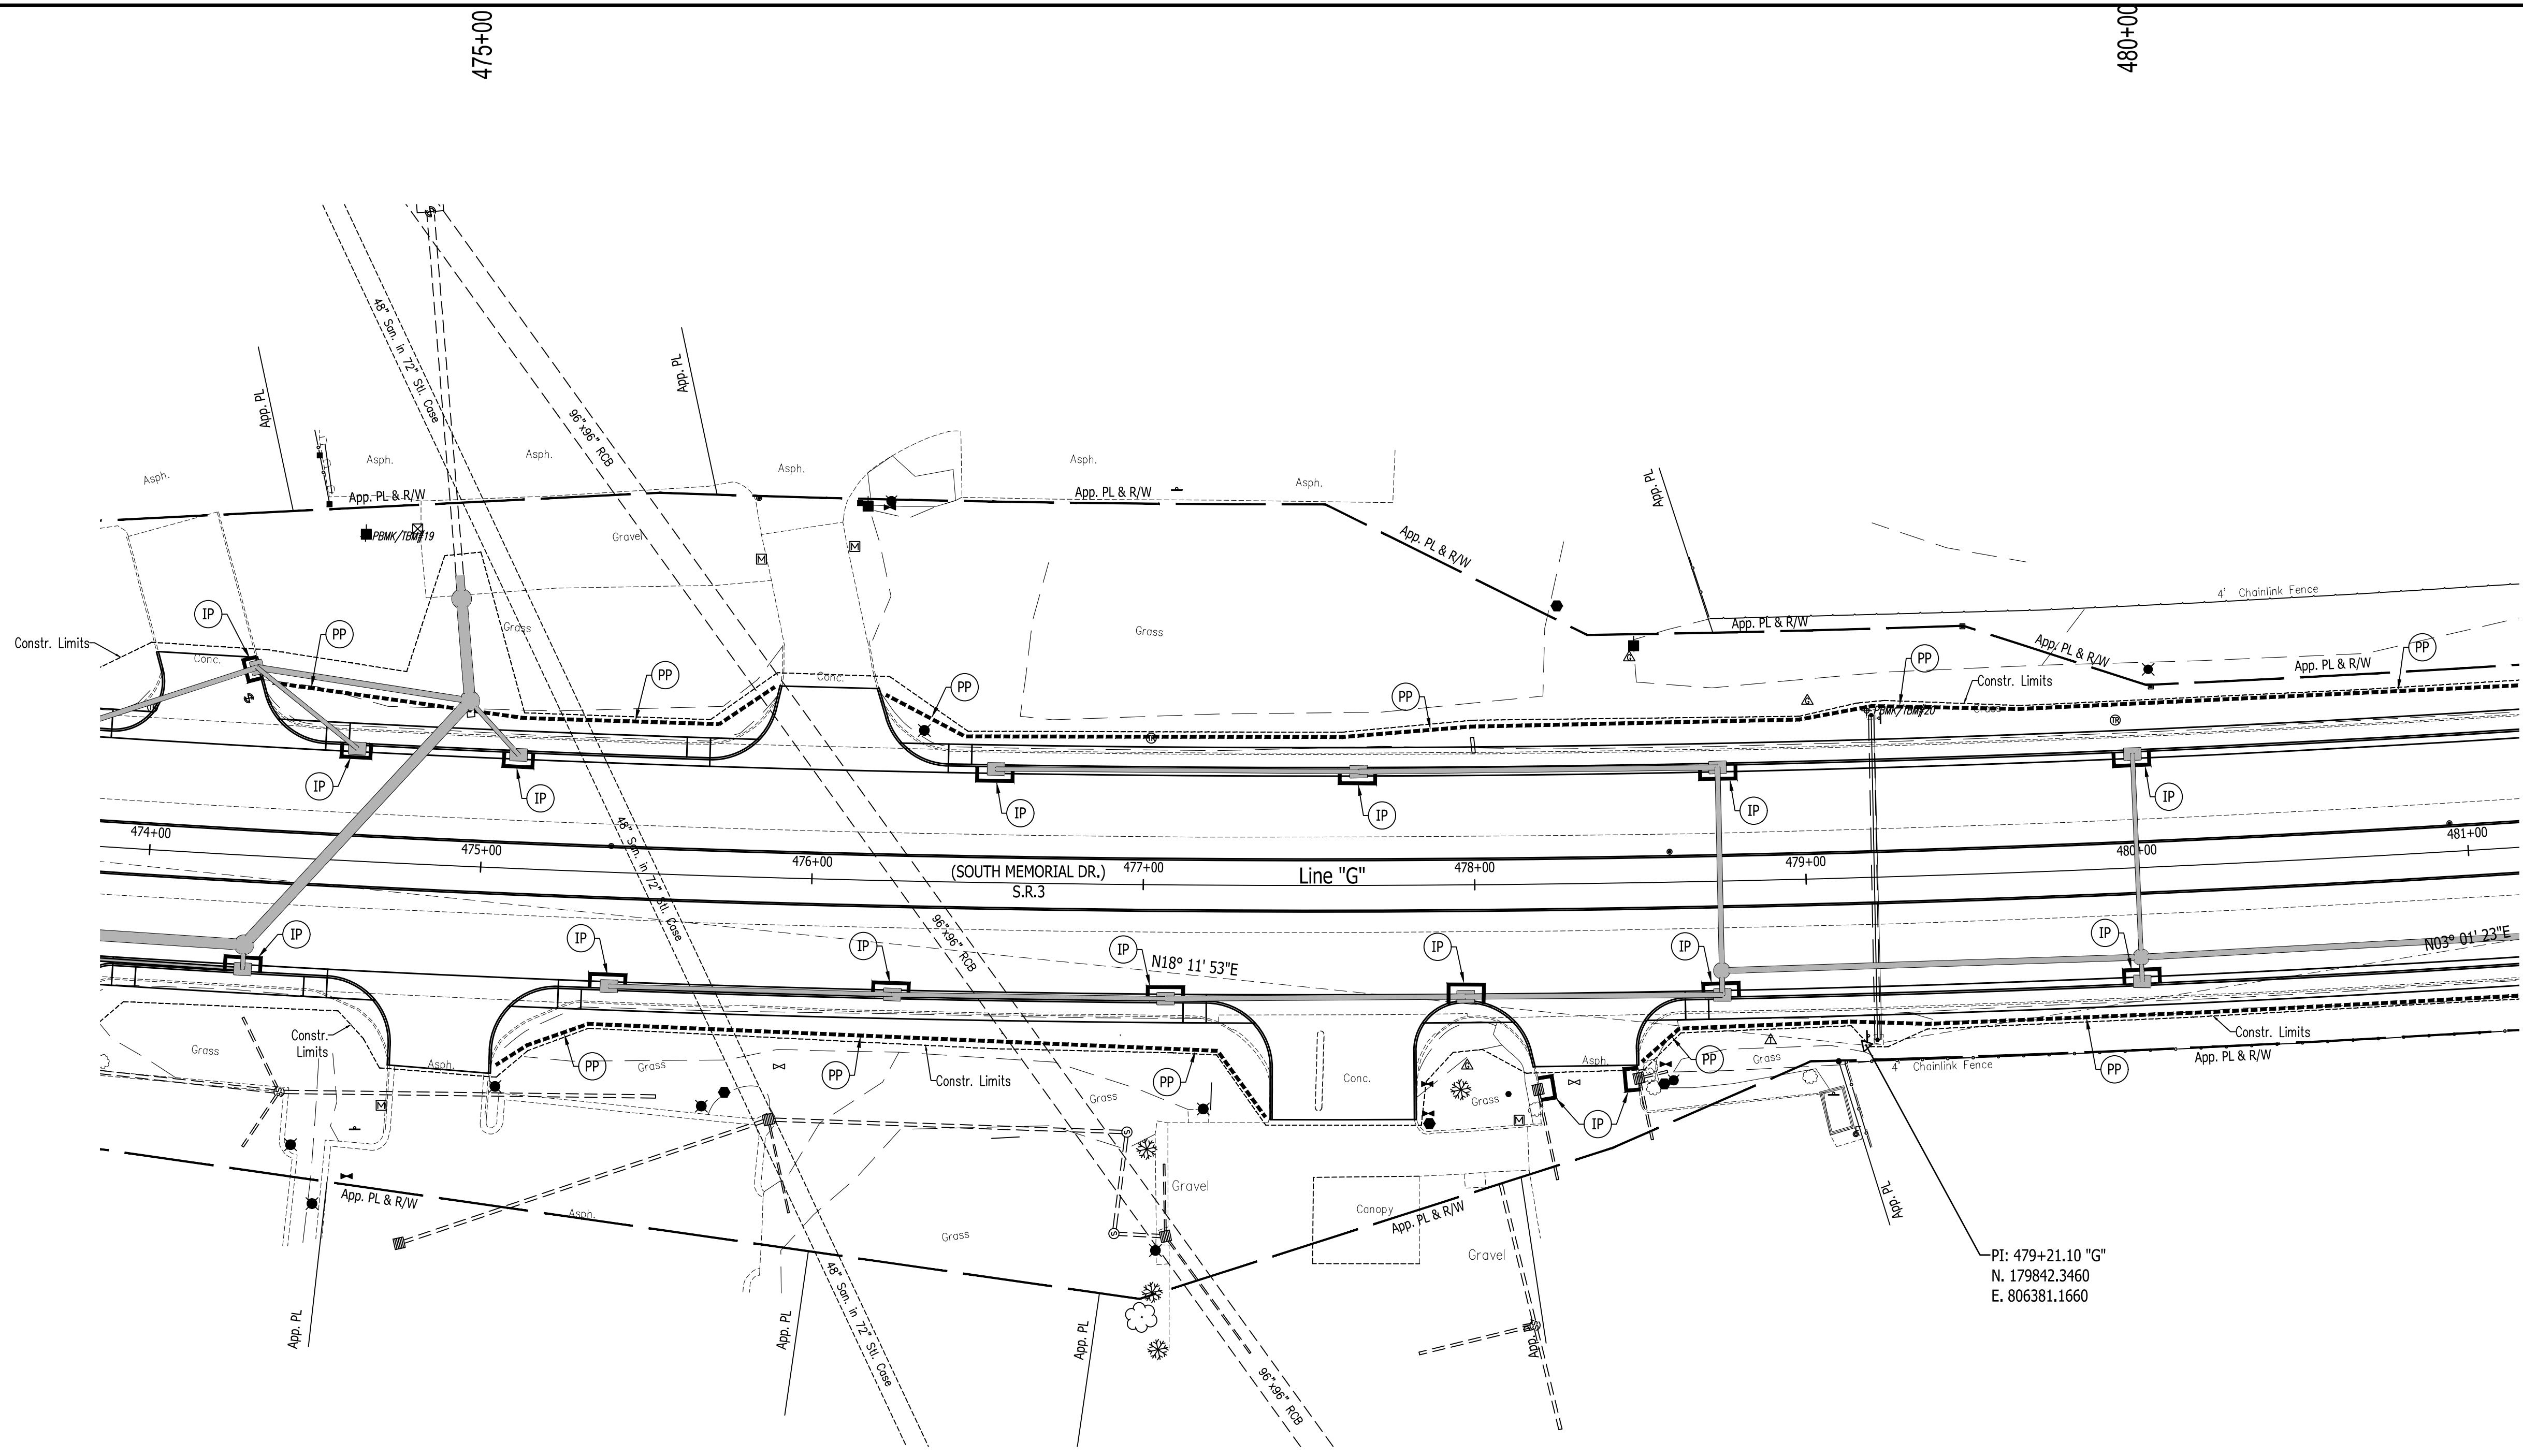 475+00
480+00
48" San. in 72" Stl. Case
96"x96" RCB
App. PL
App. PL
App. PL
Asph.
Asph.
Asph.
Asph.
Asph.
Asph.
App. PL & R/W
App. PL & R/W
App. PL & R/W
PBMK/TBM#19
Gravel
M
M
4' Chainlink Fence
App. PL & R/W
App. PL & R/W
App. PL & R/W
IP
PP
Constr. Limits
Conc.
Grass
Grass
G
PP
Conc.
PP
PP
PP
PP
Constr. Limits
G
PBMK/TBM#20
Grass
TR
TR
IP
IP
IP
IP
IP
IP
474+00
475+00
476+00
477+00
478+00
479+00
480+00
481+00
48" San. in 72" Stl. Case
(SOUTH MEMORIAL DR.)
S.R.3
Line "G"
96"x96" RCB
IP
IP
IP
IP
IP
IP
IP
N18° 11' 53"E
N03° 01' 23"E
Constr.
Limits
Grass
Asph.
PP
Grass
PP
Constr. Limits
PP
Grass
Conc.
G
Grass
Asph.
PP
T
Grass
4' Chainlink Fence
PP
Constr. Limits
App. PL & R/W
M
M
IP
S
S
App. PL & R/W
Asph.
Grass
Gravel
Canopy
App. PL & R/W
Gravel
App. PL
PI: 479+21.10 "G"
N. 179842.3460
E. 806381.1660
App. PL
App. PL
App. PL
App. PL
48" San. in 72" Stl. Case
96"x96" RCB